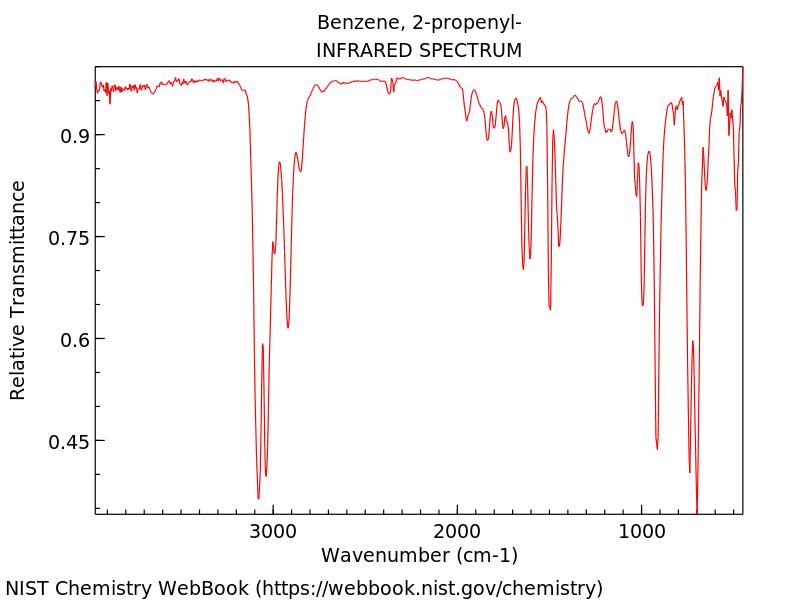 Benzene, 2-propenyl-
INFRARED SPECTRUM
Relative Transmittance
0.9
0.75
0.6
0.45
3000 2000 1000
Wavenumber (cm-1)
NIST Chemistry WebBook (https://webbook.nist.gov/chemistry)